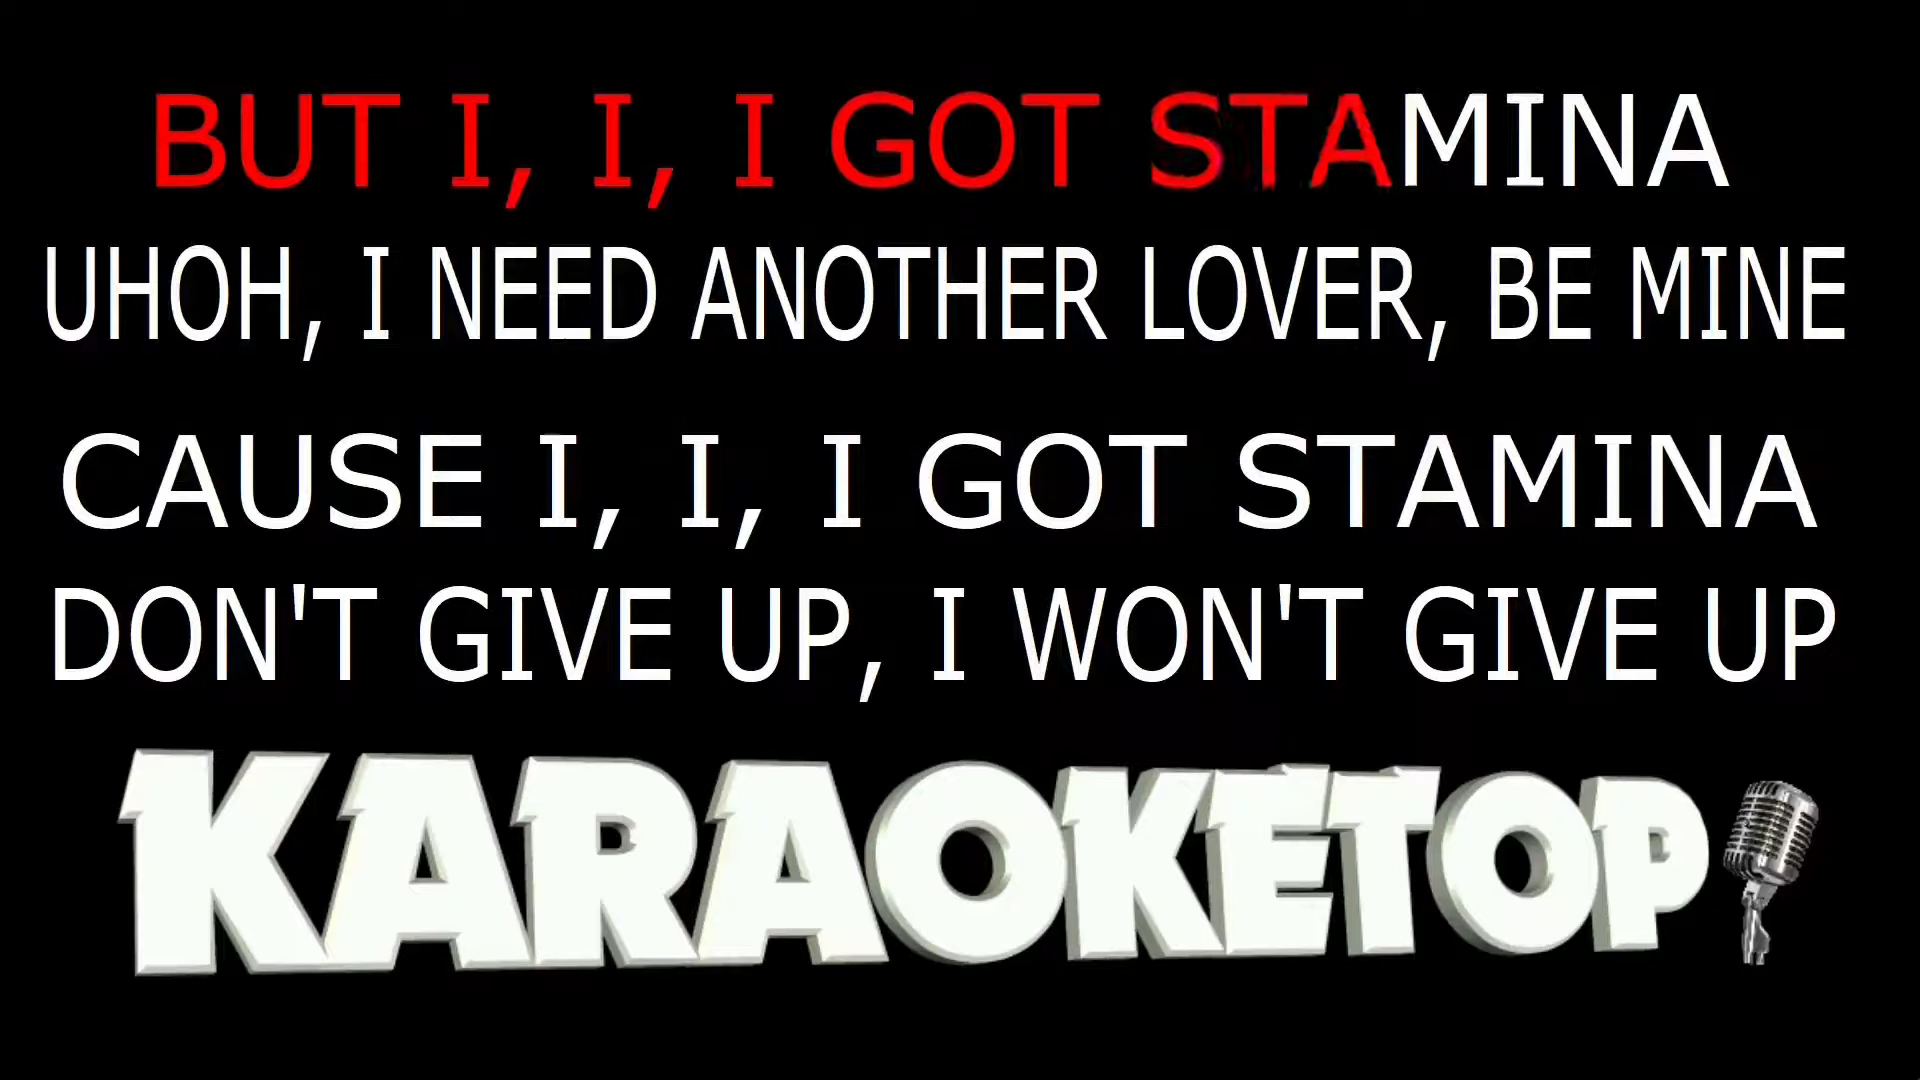 BUT I, I, I GOT STAMINA
UHOH, I NEED ANOTHER LOVER, BE MINE
CAUSE I, I, I GOT STAMINA
DON'T GIVE UP, I WON'T GIVE UP
KARAOKETOP